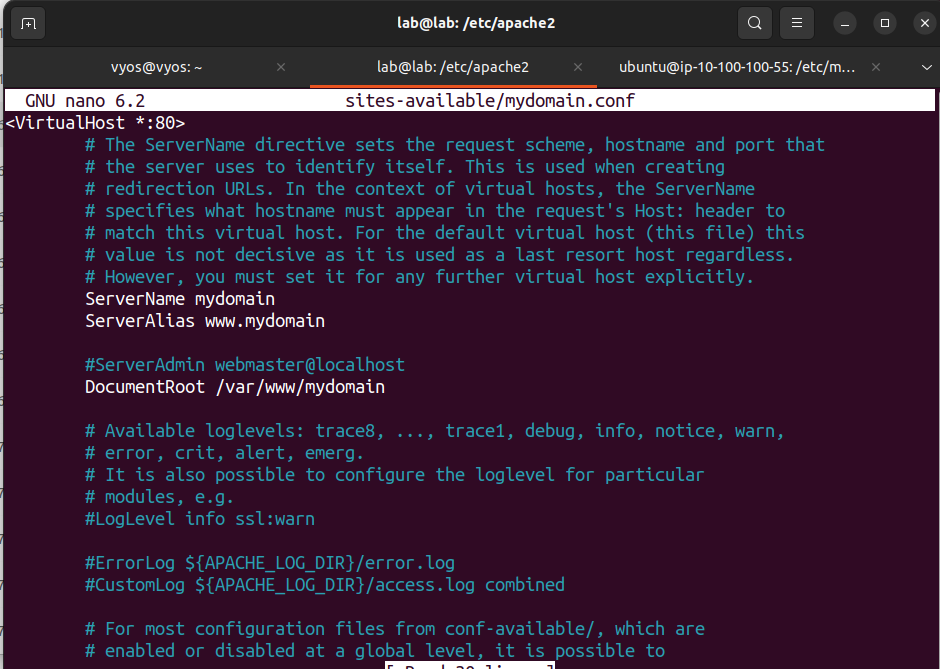 lab@lab: /etc/apache2
vyos@vyos: ~
lab@lab: /etc/apache2
ubuntu@ip-10-100-100-55: /etc/m...
GNU nano 6.2 sites-available/mydomain.conf
<VirtualHost *:80>
# The ServerName directive sets the request scheme, hostname and port that
# the server uses to identify itself. This is used when creating
# redirection URLs. In the context of virtual hosts, the ServerName
# specifies what hostname must appear in the request's Host: header to
# match this virtual host. For the default virtual host (this file) this
# value is not decisive as it is used as a last resort host regardless.
# However, you must set it for any further virtual host explicitly.
ServerName mydomain
ServerAlias www.mydomain
#ServerAdmin webmaster@localhost
DocumentRoot /var/www/mydomain
# Available loglevels: trace8, ..., trace1, debug, info, notice, warn,
# error, crit, alert, emerg.
# It is also possible to configure the loglevel for particular
# modules, e.g.
#LogLevel info ssl:warn
#ErrorLog ${APACHE_LOG_DIR}/error.log
#CustomLog ${APACHE_LOG_DIR}/access.log combined
# For most configuration files from conf-available/, which are
# enabled or disabled at a global level, it is possible to